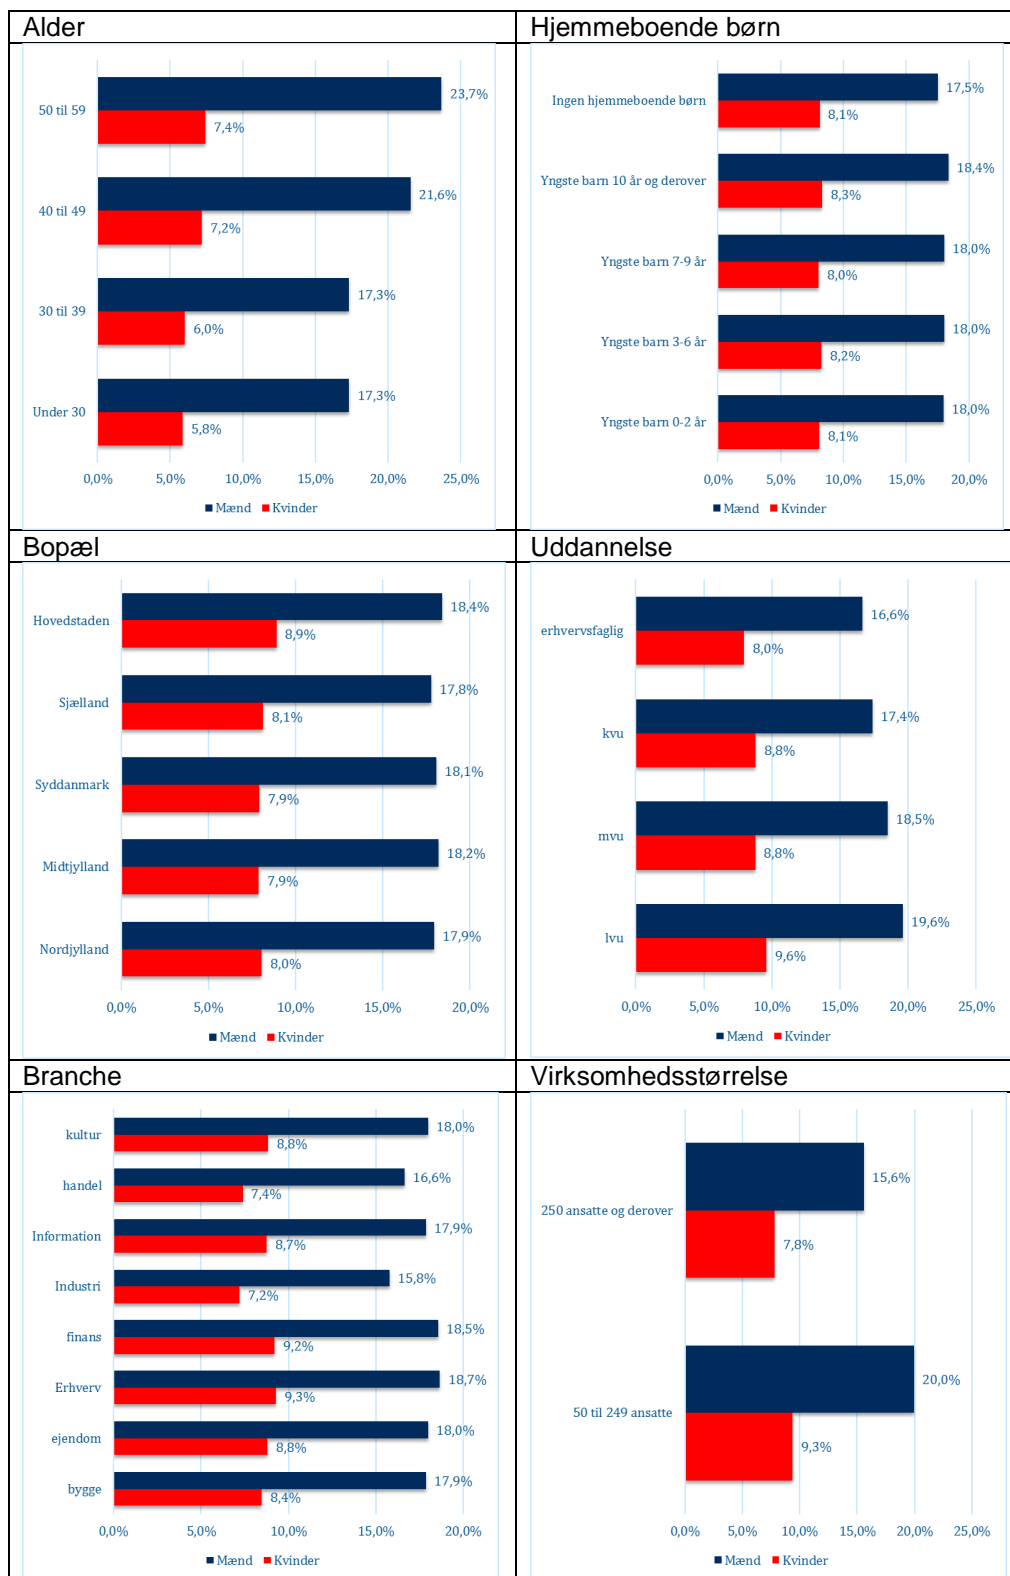 Alder
50 til 59
23,7%
7,4%
40 til 49
21,6%
7,2%
30 til 39
17,3%
6,0%
Under 30
17,3%
5,8%
0,0% 5,0% 10,0% 15,0% 20,0% 25,0%
Mænd Kvinder
Hjemmeboende børn
Ingen hjemmeboende børn
17,5%
8,1%
Yngste barn 10 år og derover
18,4%
8,3%
Yngste barn 7-9 år
18,0%
8,0%
Yngste barn 3-6 år
18,0%
8,2%
Yngste barn 0-2 år
18,0%
8,1%
0,0% 5,0% 10,0% 15,0% 20,0%
Mænd Kvinder
Bopæl
Hovedstaden
18,4%
8,9%
Sjælland
17,8%
8,1%
Syddanmark
18,1%
7,9%
Midtjylland
18,2%
7,9%
Nordjylland
17,9%
8,0%
0,0% 5,0% 10,0% 15,0% 20,0%
Mænd Kvinder
Uddannelse
erhvervsfaglig
16,6%
8,0%
kvu
17,4%
8,8%
mvu
18,5%
8,8%
lvu
19,6%
9,6%
0,0% 5,0% 10,0% 15,0% 20,0% 25,0%
Mænd Kvinder
Branche
kultur
18,0%
8,8%
handel
16,6%
7,4%
Information
17,9%
8,7%
Industri
15,8%
7,2%
finans
18,5%
9,2%
Erhverv
18,7%
9,3%
ejendom
18,0%
8,8%
bygge
17,9%
8,4%
0,0% 5,0% 10,0% 15,0% 20,0%
Mænd Kvinder
Virksomhedsstørrelse
250 ansatte og derover
15,6%
7,8%
50 til 249 ansatte
20,0%
9,3%
0,0% 5,0% 10,0% 15,0% 20,0% 25,0%
Mænd Kvinder